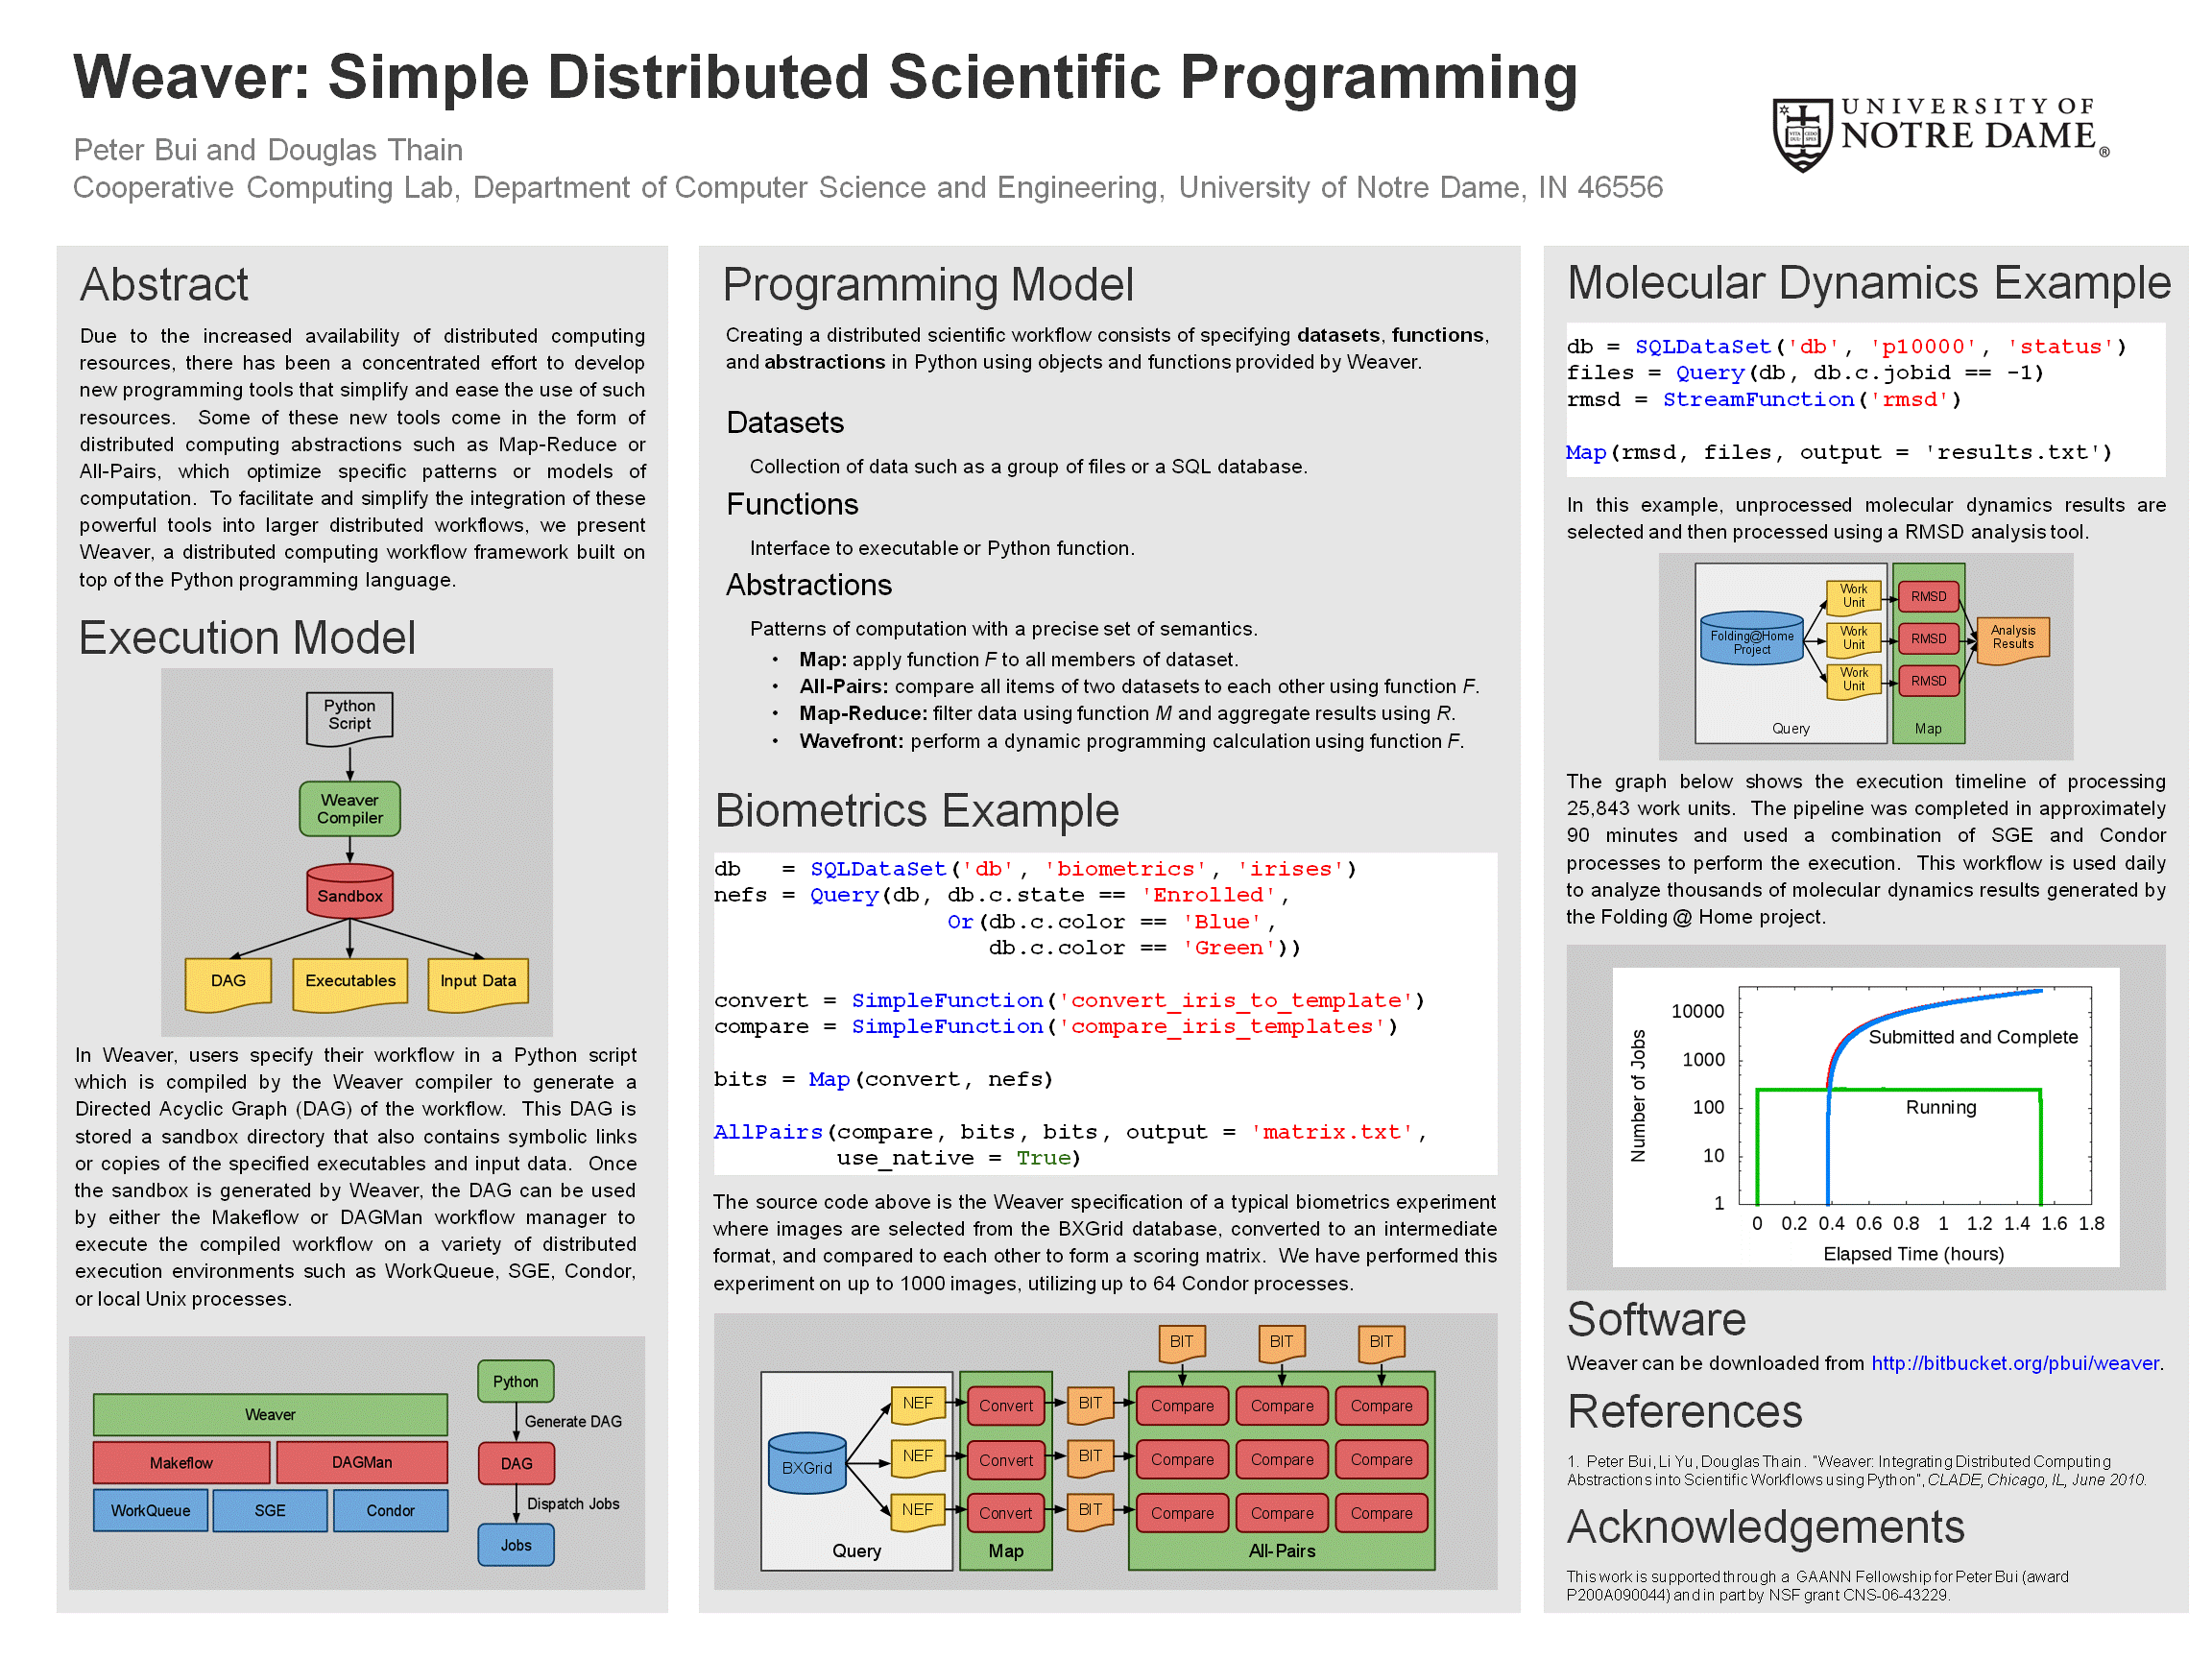 Weaver: Simple Distributed Scientific Programming
Peter Bui and Douglas Thain
Cooperative Computing Lab, Department of Computer Science and Engineering, University of Notre Dame, IN 46556
UNIVERSITY OF
NOTRE DAME®
Abstract
Due to the increased availability of distributed computing
resources, there has been a concentrated effort to develop
new programming tools that simplify and ease the use of such
resources. Some of these new tools come in the form of
distributed computing abstractions such as Map-Reduce or
All-Pairs, which optimize specific patterns or models of
computation. To facilitate and simplify the integration of these
powerful tools into larger distributed workflows, we present
Weaver, a distributed computing workflow framework built on
top of the Python programming language.
Execution Model
Python
Script
Weaver
Compiler
Sandbox
DAG
Executables
Input Data
In Weaver, users specify their workflow in a Python script
which is compiled by the Weaver compiler to generate a
Directed Acyclic Graph (DAG) of the workflow. This DAG is
stored a sandbox directory that also contains symbolic links
or copies of the specified executables and input data. Once
the sandbox is generated by Weaver, the DAG can be used
by either the Makeflow or DAGMan workflow manager to
execute the compiled workflow on a variety of distributed
execution environments such as WorkQueue, SGE, Condor,
or local Unix processes.
Weaver
Makeflow
DAGMan
WorkQueue
SGE
Condor
Python
Generate DAG
DAG
Dispatch Jobs
Jobs
Programming Model
Creating a distributed scientific workflow consists of specifying datasets, functions,
and abstractions in Python using objects and functions provided by Weaver.
Datasets
Collection of data such as a group of files or a SQL database.
Functions
Interface to executable or Python function.
Abstractions
Patterns of computation with a precise set of semantics.
• Map: apply function F to all members of dataset.
• All-Pairs: compare all items of two datasets to each other using function F.
• Map-Reduce: filter data using function M and aggregate results using R.
• Wavefront: perform a dynamic programming calculation using function F.
Biometrics Example
db = SQLDataSet('db', 'biometrics', 'irises')
nefs = Query(db, db.c.state == 'Enrolled',
Or(db.c.color == 'Blue',
db.c.color == 'Green'))
convert = SimpleFunction('convert_iris_to_template')
compare = SimpleFunction('compare_iris_templates')
bits = Map(convert, nefs)
AllPairs(compare, bits, bits, output = 'matrix.txt',
use_native = True)
The source code above is the Weaver specification of a typical biometrics experiment
where images are selected from the BXGrid database, converted to an intermediate
format, and compared to each other to form a scoring matrix. We have performed this
experiment on up to 1000 images, utilizing up to 64 Condor processes.
BIT BIT BIT
NEF Convert BIT Compare Compare Compare
BXGrid NEF Convert BIT Compare Compare Compare
NEF Convert BIT Compare Compare Compare
Query Map All-Pairs
Molecular Dynamics Example
db = SQLDataSet('db', 'p10000', 'status')
files = Query(db, db.c.jobid == -1)
rmsd = StreamFunction('rmsd')
Map(rmsd, files, output = 'results.txt')
In this example, unprocessed molecular dynamics results are
selected and then processed using a RMSD analysis tool.
Folding@Home
Project
Work
Unit
Work
Unit
Work
Unit
RMSD
RMSD
RMSD
Analysis
Results
Query
Map
The graph below shows the execution timeline of processing
25,843 work units. The pipeline was completed in approximately
90 minutes and used a combination of SGE and Condor
processes to perform the execution. This workflow is used daily
to analyze thousands of molecular dynamics results generated by
the Folding @ Home project.
Number of Jobs
10000
1000
100
10
1
Submitted and Complete
Running
0 0.2 0.4 0.6 0.8 1 1.2 1.4 1.6 1.8
Elapsed Time (hours)
Software
Weaver can be downloaded from http://bitbucket.org/pbui/weaver.
References
1. Peter Bui, Li Yu, Douglas Thain. "Weaver: Integrating Distributed Computing
Abstractions into Scientific Workflows using Python", CLADE, Chicago, IL, June 2010.
Acknowledgements
This work is supported through a GAANN Fellowship for Peter Bui (award
P200A090044) and in part by NSF grant CNS-06-43229.